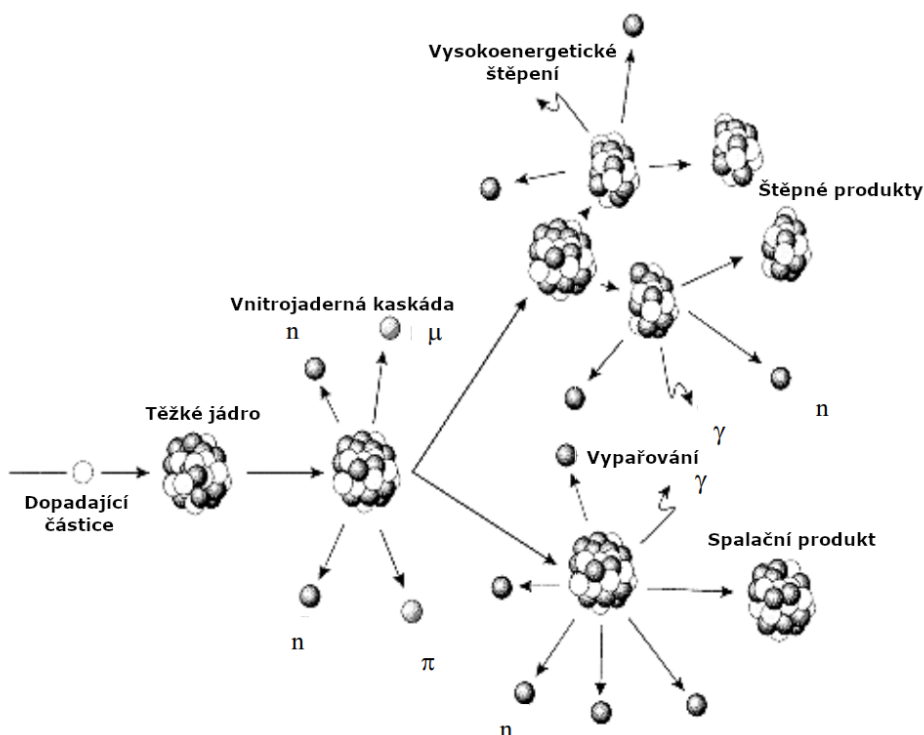 Vysokoenergetické
štěpení
Štěpné produkty
Vnitrojaderná kaskáda
n
μ
Těžké jádro
n
γ
Vypařování
γ
Dopadající
částice
Spalační produkt
n
π
n